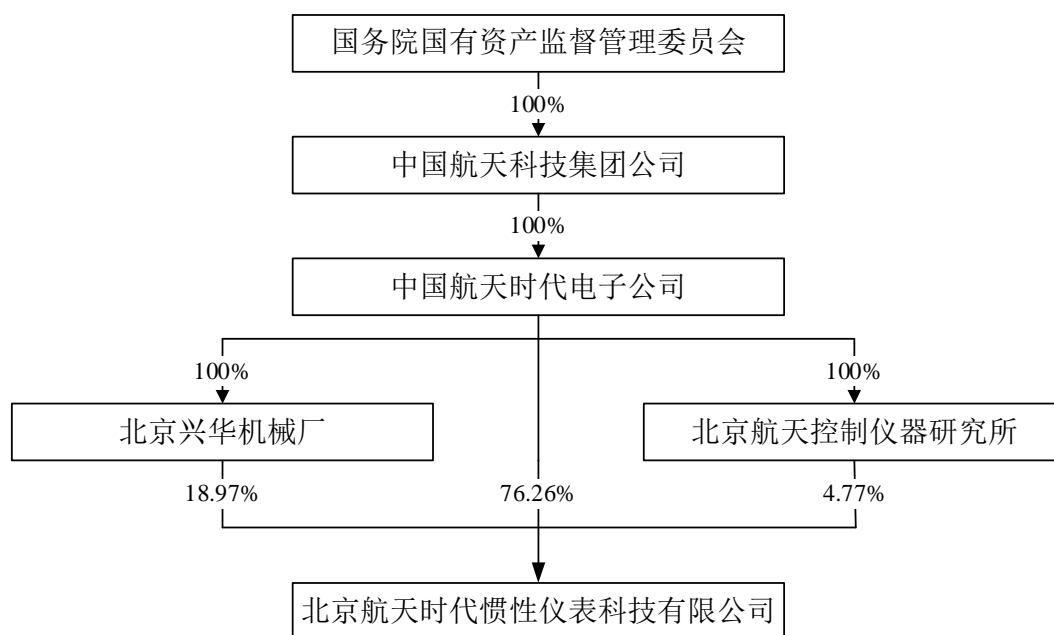 国务院国有资产监督管理委员会
100%
中国航天科技集团公司
100%
中国航天时代电子公司
100%
100%
北京兴华机械厂
北京航天控制仪器研究所
18.97%
76.26%
4.77%
北京航天时代惯性仪表科技有限公司